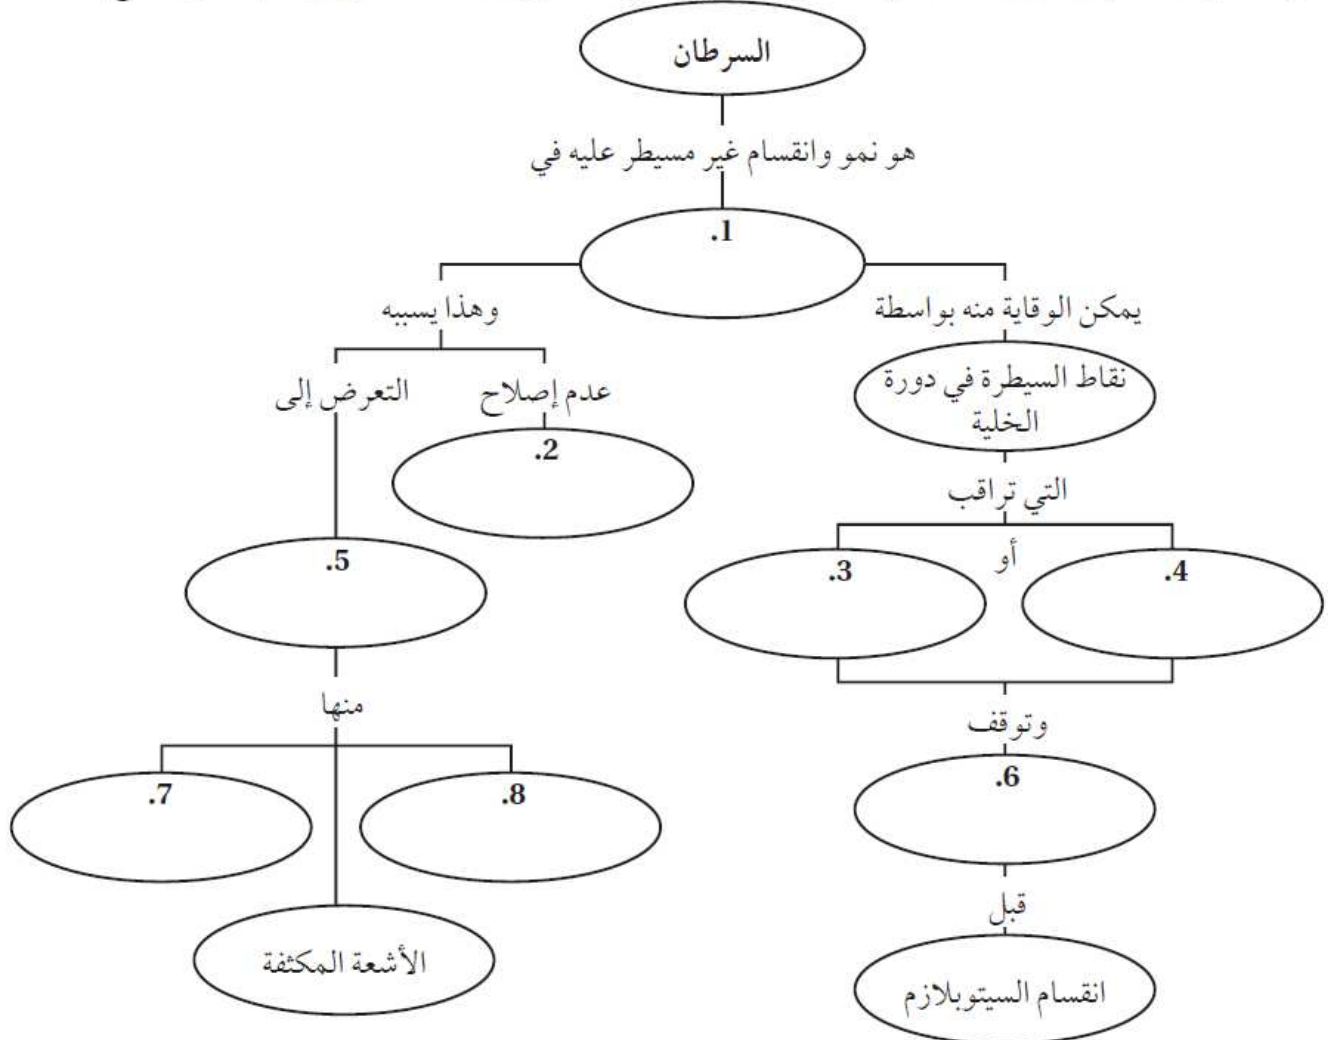 السرطان
هو نمو وانقسام غير مسيطر عليه في
.1
وهذا يسببه
يمكن الوقاية منه بواسطة
نقاط السيطرة في دورة
الخلية
التعرض إلى
عدم إصلاح
.2
التي تراقب
أو
.3
.4
.5
منها
وتوقف
.6
.7
.8
قبل
الأشعة المكثفة
انقسام السيتوبلازم